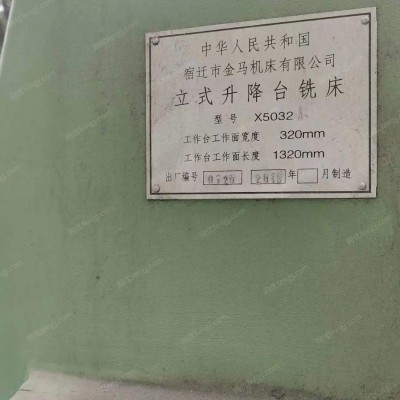 中华人民共和国
宿迁市金马机床有限公司
立式升降台铣床
型号 X5032
工作台工作面宽度 320mm
工作台工作面长度 1320mm
出厂编号 年 月制造